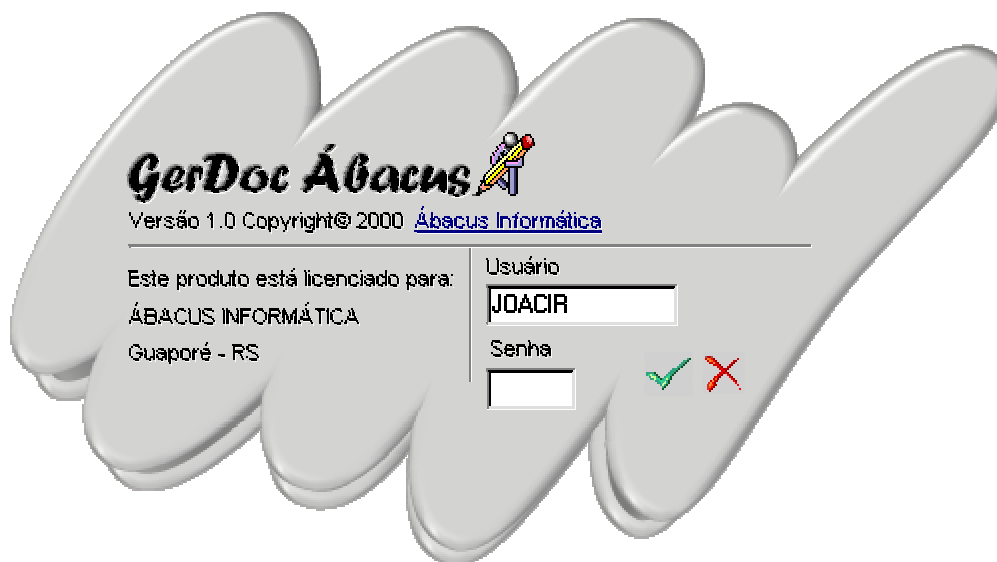 GerDoc Ábacus
Versão 1.0 Copyright© 2000 Ábacus Informática
Este produto está licenciado para:
ÁBACUS INFORMÁTICA
Guaporé - RS
Usuário
JOACIR
Senha